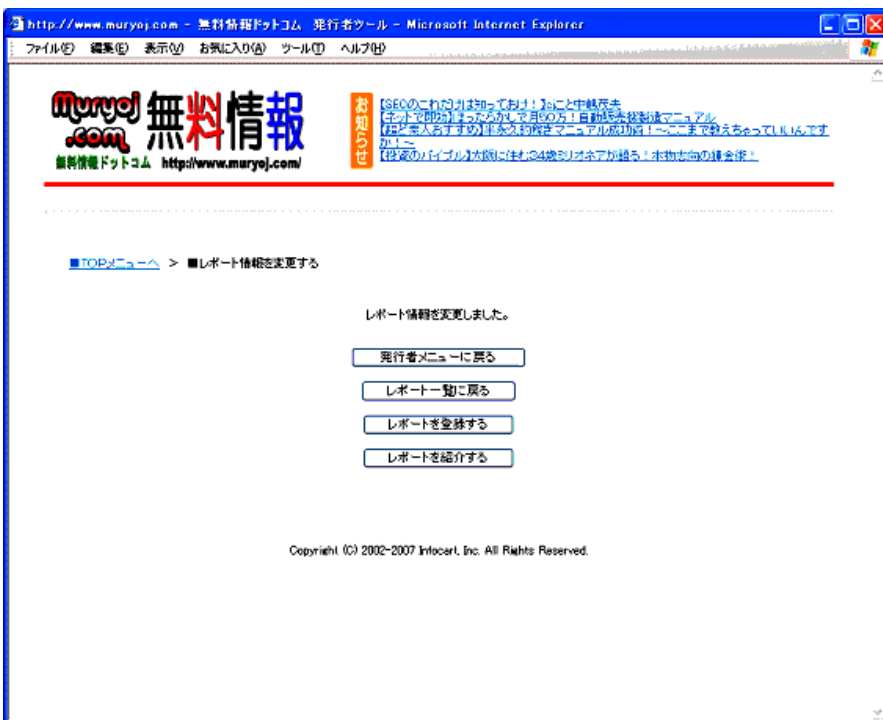 http://www.muryoj.com - 無料情報ドットコム 発行者ツール - Microsoft Internet Explorer
ファイル(F) 編集(E) 表示(V) お気に入り(A) ツール(T) ヘルプ(H)
Muryoj
.com
無料情報
無料情報ドットコム http://www.muryoj.com/
お知らせ
【SEOのこれだけは知っておけ！】
【ネットで即効】ほったらかしで月50万！自動販売機製造マニュアル
【超ど素人おすすめ】半永久的稼ぎマニュアル成功術！～ここまで教えちゃっていいんです
か！～
【投資のバイブル】大阪に住む34歳ミリオネアが語る！本物志向の錬金術！
■TOPメニューへ > ■レポート情報を変更する
レポート情報を変更しました。
発行者メニューに戻る
レポート一覧に戻る
レポートを登録する
レポートを紹介する
Copyright (C) 2002-2007 Infocart, Inc. All Rights Reserved.